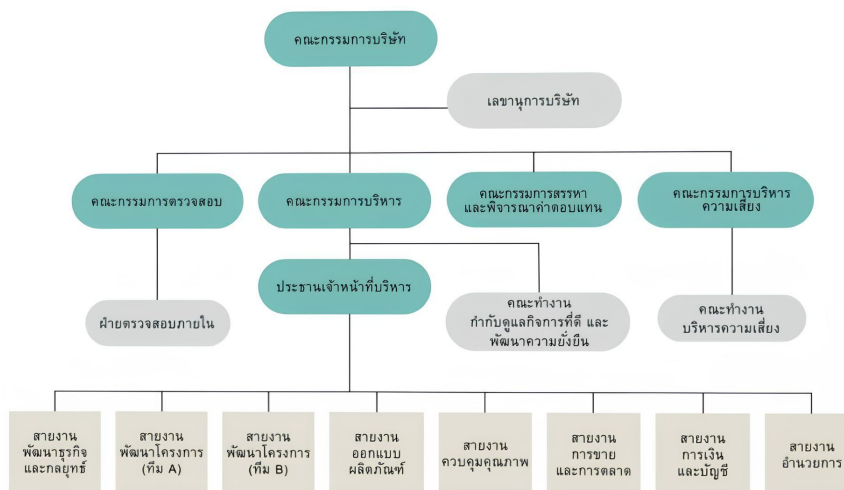 คณะกรรมการบริษัท
เลขานุการบริษัท
คณะกรรมการตรวจสอบ
คณะกรรมการบริหาร
คณะกรรมการสรรหา
และพิจารณาค่าตอบแทน
คณะกรรมการบริหาร
ความเสี่ยง
ประธานเจ้าหน้าที่บริหาร
ฝ่ายตรวจสอบภายใน
คณะทำงาน
กำกับดูแลกิจการที่ดี และ
พัฒนาความยั่งยืน
คณะทำงาน
บริหารความเสี่ยง
สายงาน
พัฒนาธุรกิจ
และกลยุทธ์
สายงาน
พัฒนาโครงการ
(ทีม A)
สายงาน
พัฒนาโครงการ
(ทีม B)
สายงาน
ออกแบบ
ผลิตภัณฑ์
สายงาน
ควบคุมคุณภาพ
สายงาน
การขาย
และการตลาด
สายงาน
การเงิน
และบัญชี
สายงาน
อำนวยการ